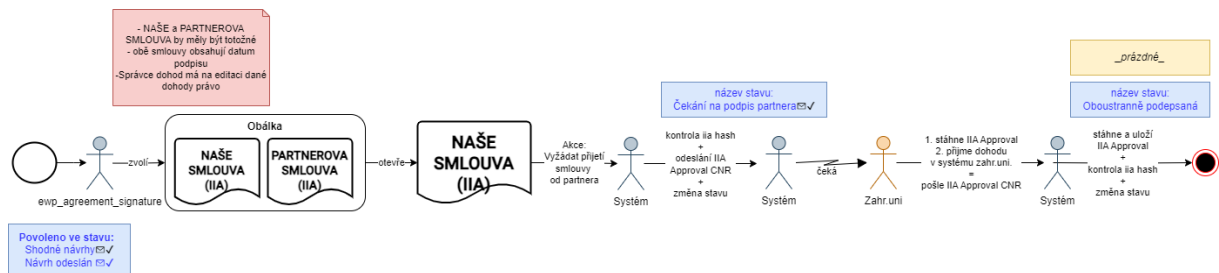 - NAŠE a PARTNEROVA
SMLOUVA by měly být totožné
- obě smlouvy obsahují datum
podpisu
-Správce dohod má na editaci dané
dohody právo
_prázdné_
název stavu:
Čekání na podpis partnera✉✓
název stavu:
Oboustranně podepsaná
Obálka
NAŠE
SMLOUVA
(IIA)
PARTNEROVA
SMLOUVA
(IIA)
zvolí
ewp_agreement_signature
otevře
NAŠE
SMLOUVA
(IIA)
Akce:
Vyžádat přijetí
smlouvy
od partnera
Systém
kontrola iia hash
+
odeslání IIA
Approval CNR
+
změna stavu
Systém
čeká
Zahr.uni
1. stáhne IIA Approval
2. přijme dohodu
v systému zahr.uni.
=
pošle IIA Approval CNR
Systém
stáhne a uloží
IIA Approval
+
kontrola iia hash
+
změna stavu
Povoleno ve stavu:
Shodné návrhy✉✓
Návrh odeslán ✉✓